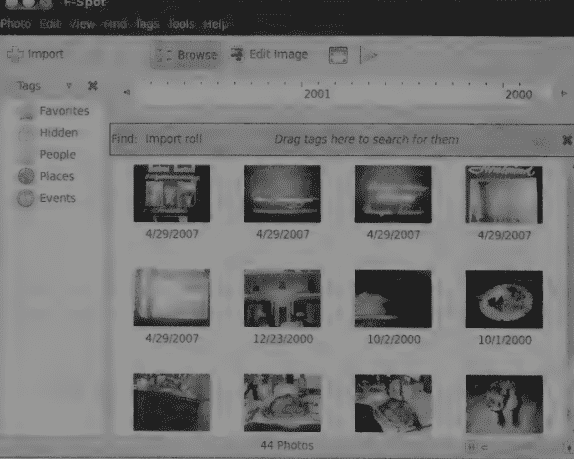 F-Spot
Photo Edit View Find Tags Tools Help
Import Browse Edit Image
Tags
2001 2000
Favorites
Hidden
People
Places
Events
Find: Import roll Drag tags here to search for them
4/29/2007 4/29/2007 4/29/2007 4/29/2007
4/29/2007 12/23/2000 10/2/2000 10/1/2000
44 Photos